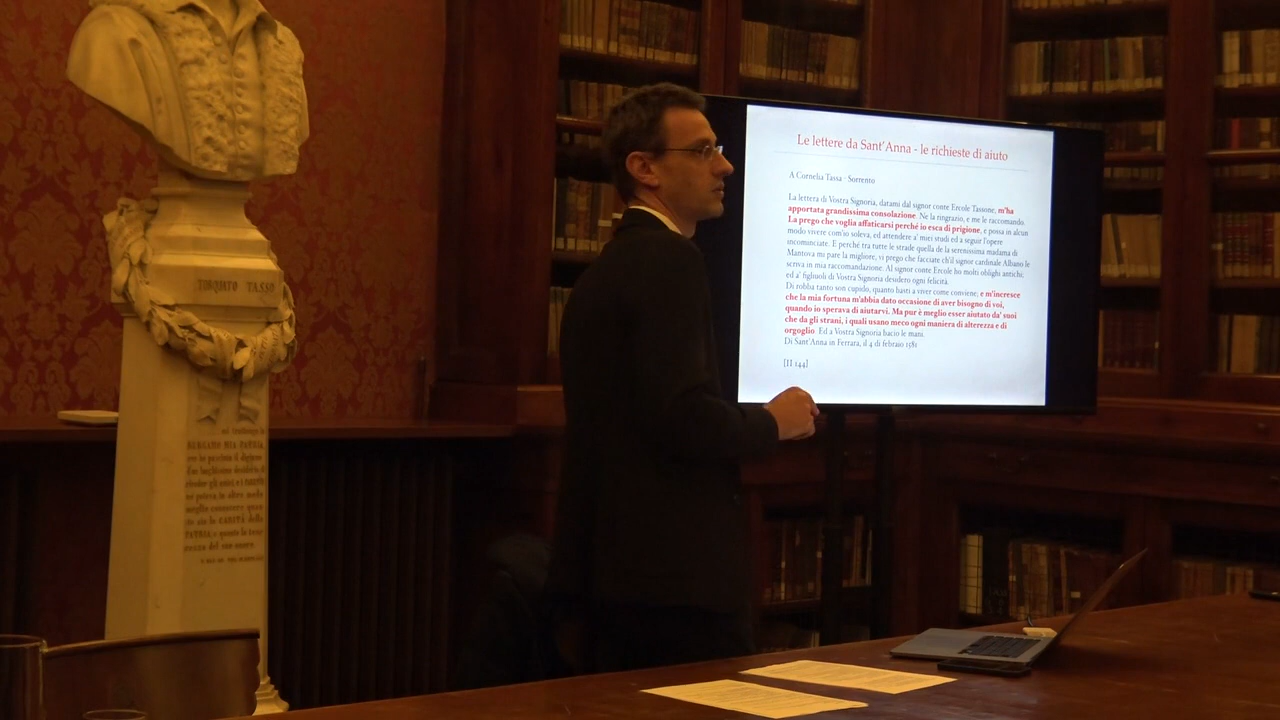 TORQUATO TASSO
BERGAMO MIA PATRIA
Le lettere da Sant'Anna - le richieste di aiuto
A Cornelia Tassa - Sorrento
La lettera di Vostra Signoria, datami dal signor conte Ercole Tassone, m'ha
apportata grandissima consolazione. Ne la ringrazio, e me le raccomando.
La prego che voglia affaticarsi perché io esca di prigione, e possa in alcun
modo vivere com'io soleva, ed attendere a' miei studi ed a seguir l'opere
incominciate. E perché tra tutte le strade quella de la serenissima madama di
Mantova mi pare la migliore, vi prego che facciate ch'il signor cardinale Albano le
scriva in mia raccomandazione. Al signor conte Ercole ho molti oblighi antichi;
ed a' figliuoli di Vostra Signoria desidero ogni felicità.
Di robba tanto son cupido, quanto basti a viver come conviene; e m'incresce
che la mia fortuna m'abbia dato occasione di aver bisogno di voi,
quando io sperava di aiutarvi. Ma pur è meglio esser aiutato da' suoi
che da gli strani, i quali usano meco ogni maniera di alterezza e di
orgoglio. Ed a Vostra Signoria bacio le mani.
Di Sant'Anna in Ferrara, il 4 di febraio 1581
[II 144]